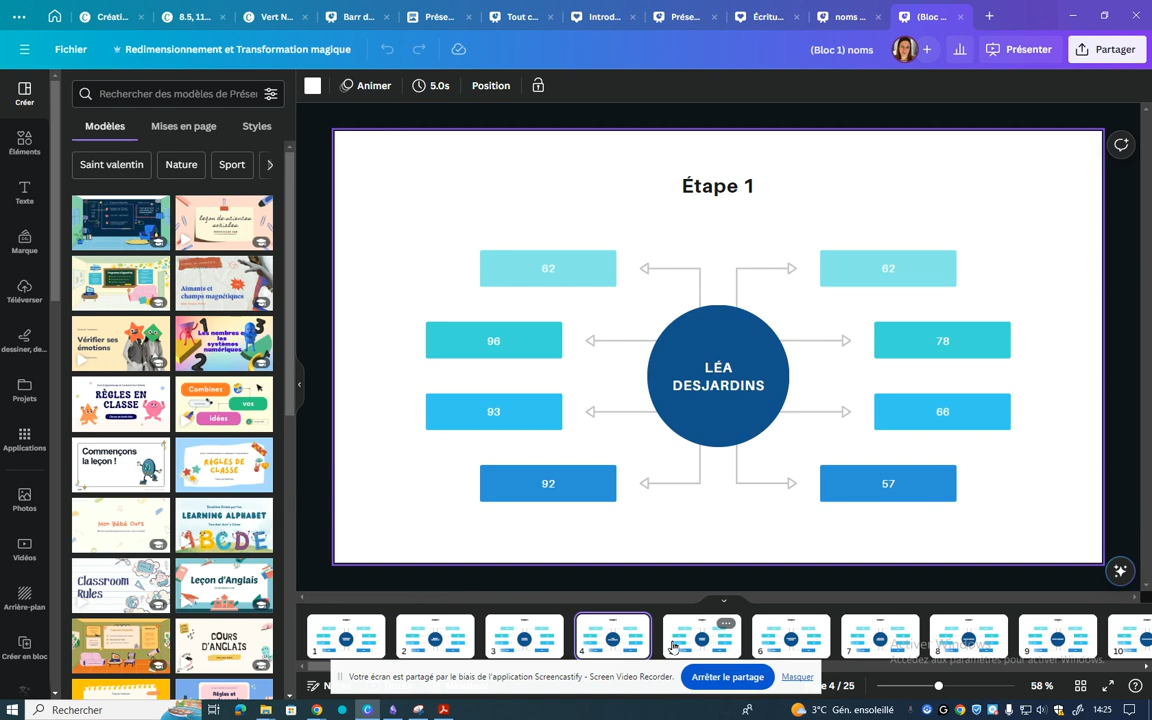 Créati...
8.5, 11...
Vert N...
Barr d...
Prése...
Tout c...
Introd...
Prése...
Écritu...
noms ...
(Bloc ...
Fichier
Redimensionnement et Transformation magique
(Bloc 1) noms
Présenter
Partager
Créer
Éléments
Texte
Marque
Téléverser
dessiner, de...
Projets
Applications
Photos
Vidéos
Arrière-plan
Créer en bloc
Rechercher des modèles de Présen
Modèles
Mises en page
Styles
Saint valentin
Nature
Sport
leçon de sciences
sociales
Aimants et
champs magnétiques
Vérifier ses
émotions
Les nombres et
les systèmes
numériques
RÈGLES EN
CLASSE
Combinez
vos
idées
Commençons
la leçon !
RÈGLES
DE CLASSE
Mon Bébé Ours
LEARNING ALPHABET
ABCDE
Classroom
Rules
Leçon d'Anglais
COURS
D'ANGLAIS
Animer
5.0s
Position
Étape 1
62
62
96
78
93
66
92
57
LÉA
DESJARDINS
1
2
3
4
6
7
9
10
Activer Windows
Accédez aux paramètres pour activer Windows.
Votre écran est partagé par le biais de l'application Screencastify - Screen Video Recorder.
Arrêter le partage
Masquer
e 4 / 25
58 %
Rechercher
3°C Gén. ensoleillé
14:25